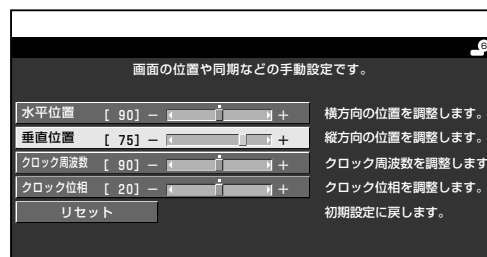 6
画面の位置や同期などの手動設定です。
水平位置 [ 90] − + 横方向の位置を調整します。
垂直位置 [ 75] − + 縦方向の位置を調整します。
クロック周波数 [ 90] − + クロック周波数を調整します
クロック位相 [ 20] − + クロック位相を調整します。
リセット 初期設定に戻します。